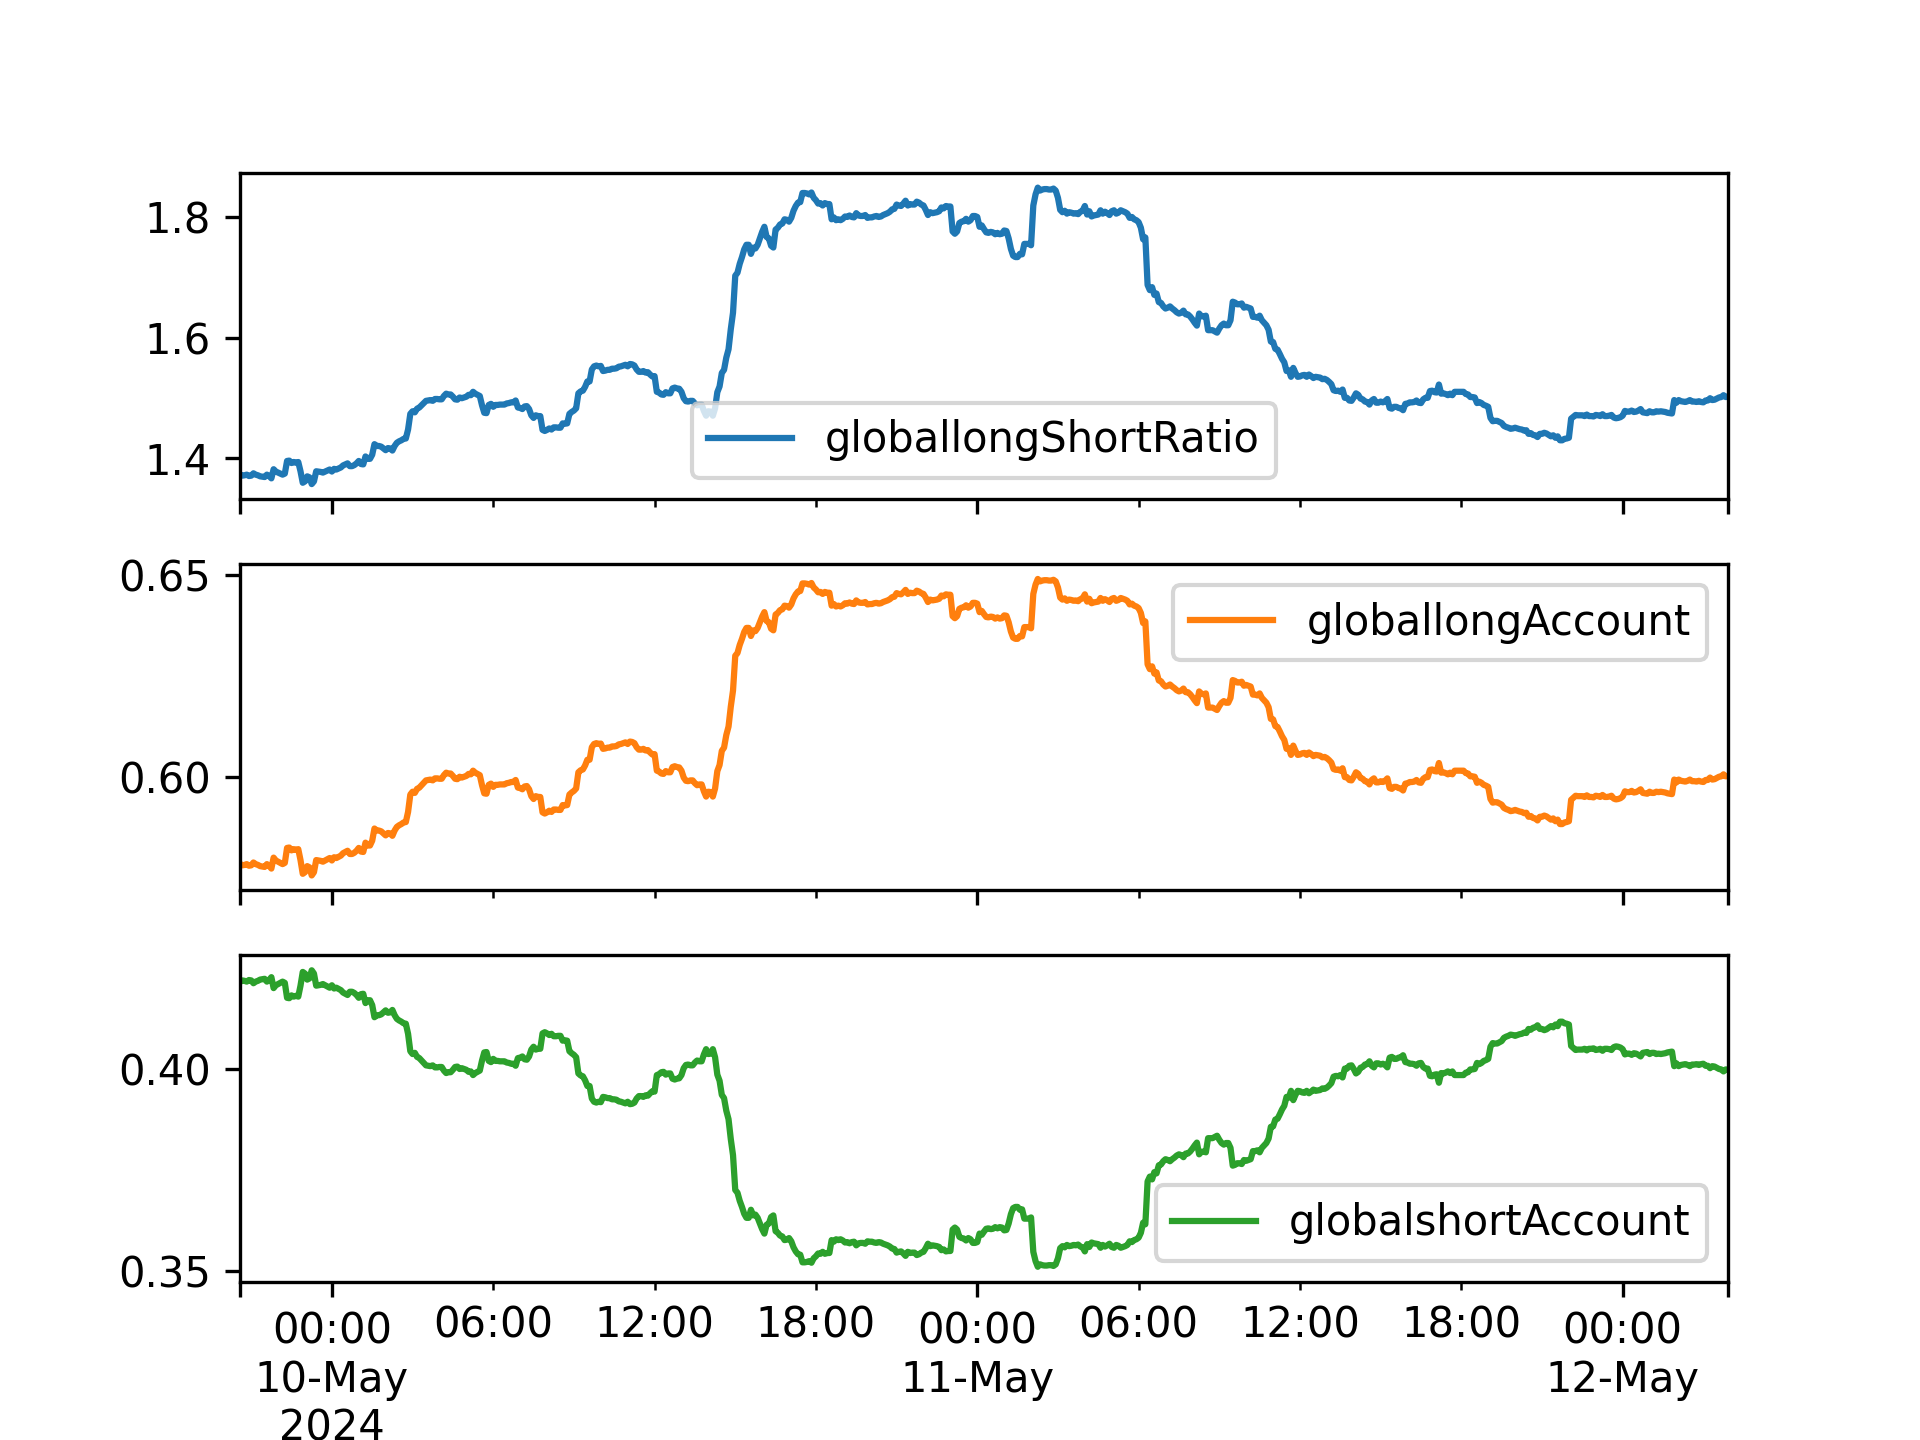 1.8
1.6
1.4
globallongShortRatio
0.65
0.60
globallongAccount
0.40
0.35
globalshortAccount
00:00 06:00 12:00 18:00 00:00 06:00 12:00 18:00 00:00
10-May 11-May 12-May
2024